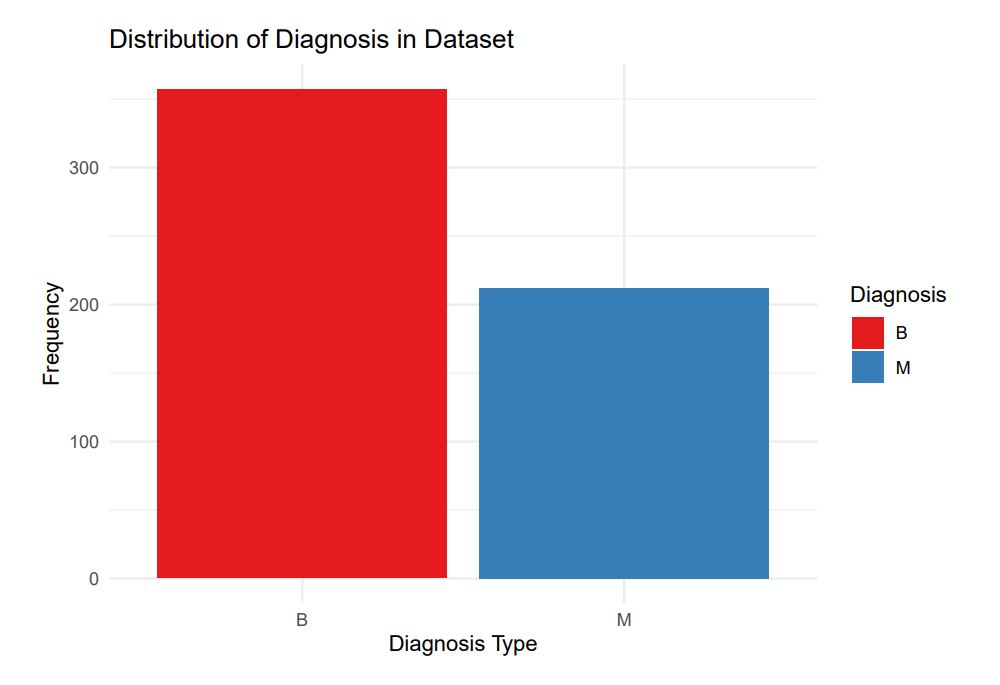 Distribution of Diagnosis in Dataset
300
200
100
0
Frequency
B
M
Diagnosis Type
Diagnosis
B
M